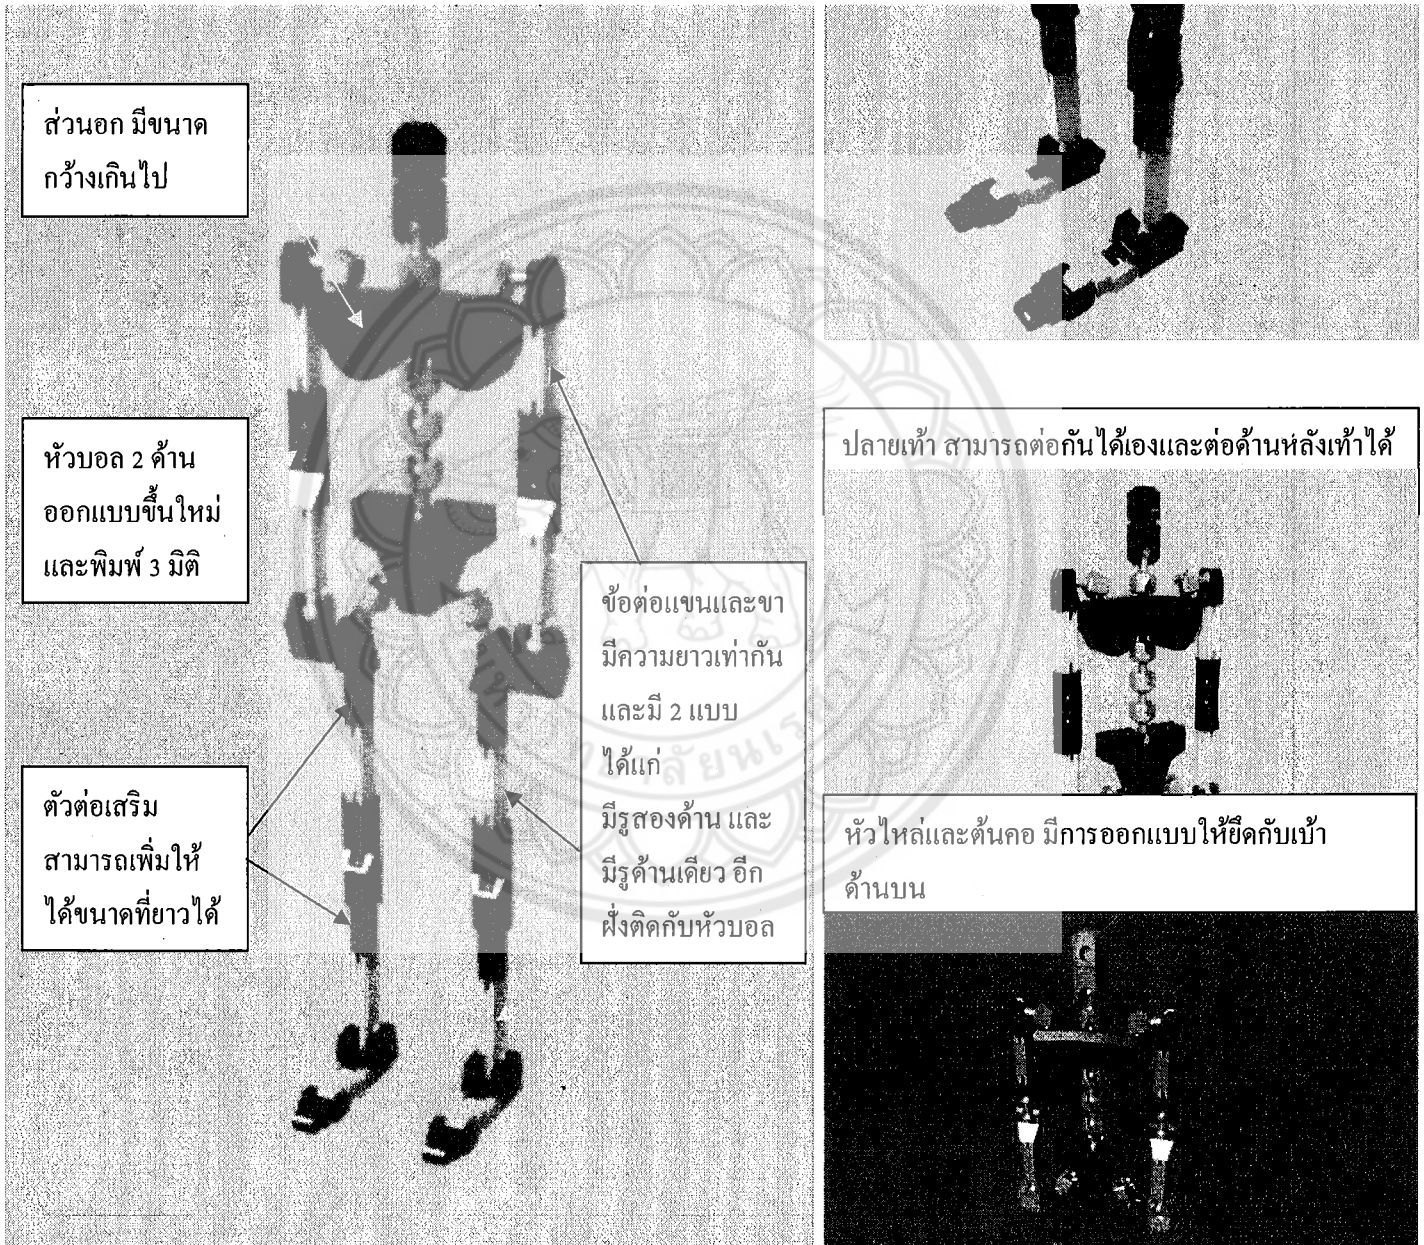 ส่วนอก มีขนาด
กว้างเกินไป
หัวบอล 2 ด้าน
ออกแบบขึ้นใหม่
และพิมพ์ 3 มิติ
ตัวต่อเสริม
สามารถเพิ่มให้
ได้ขนาดที่ยาวได้
ข้อต่อแขนและขา
มีความยาวเท่ากัน
และมี 2 แบบ
ได้แก่
มีรูสองด้าน และ
มีรูด้านเดียว อีก
ฝั่งติดกับหัวบอล
ปลายเท้า สามารถต่อกันได้เองและต่อด้านหลังเท้าได้
หัวไหล่และต้นคอ มีการออกแบบให้ยึดกับเบ้า
ด้านบน